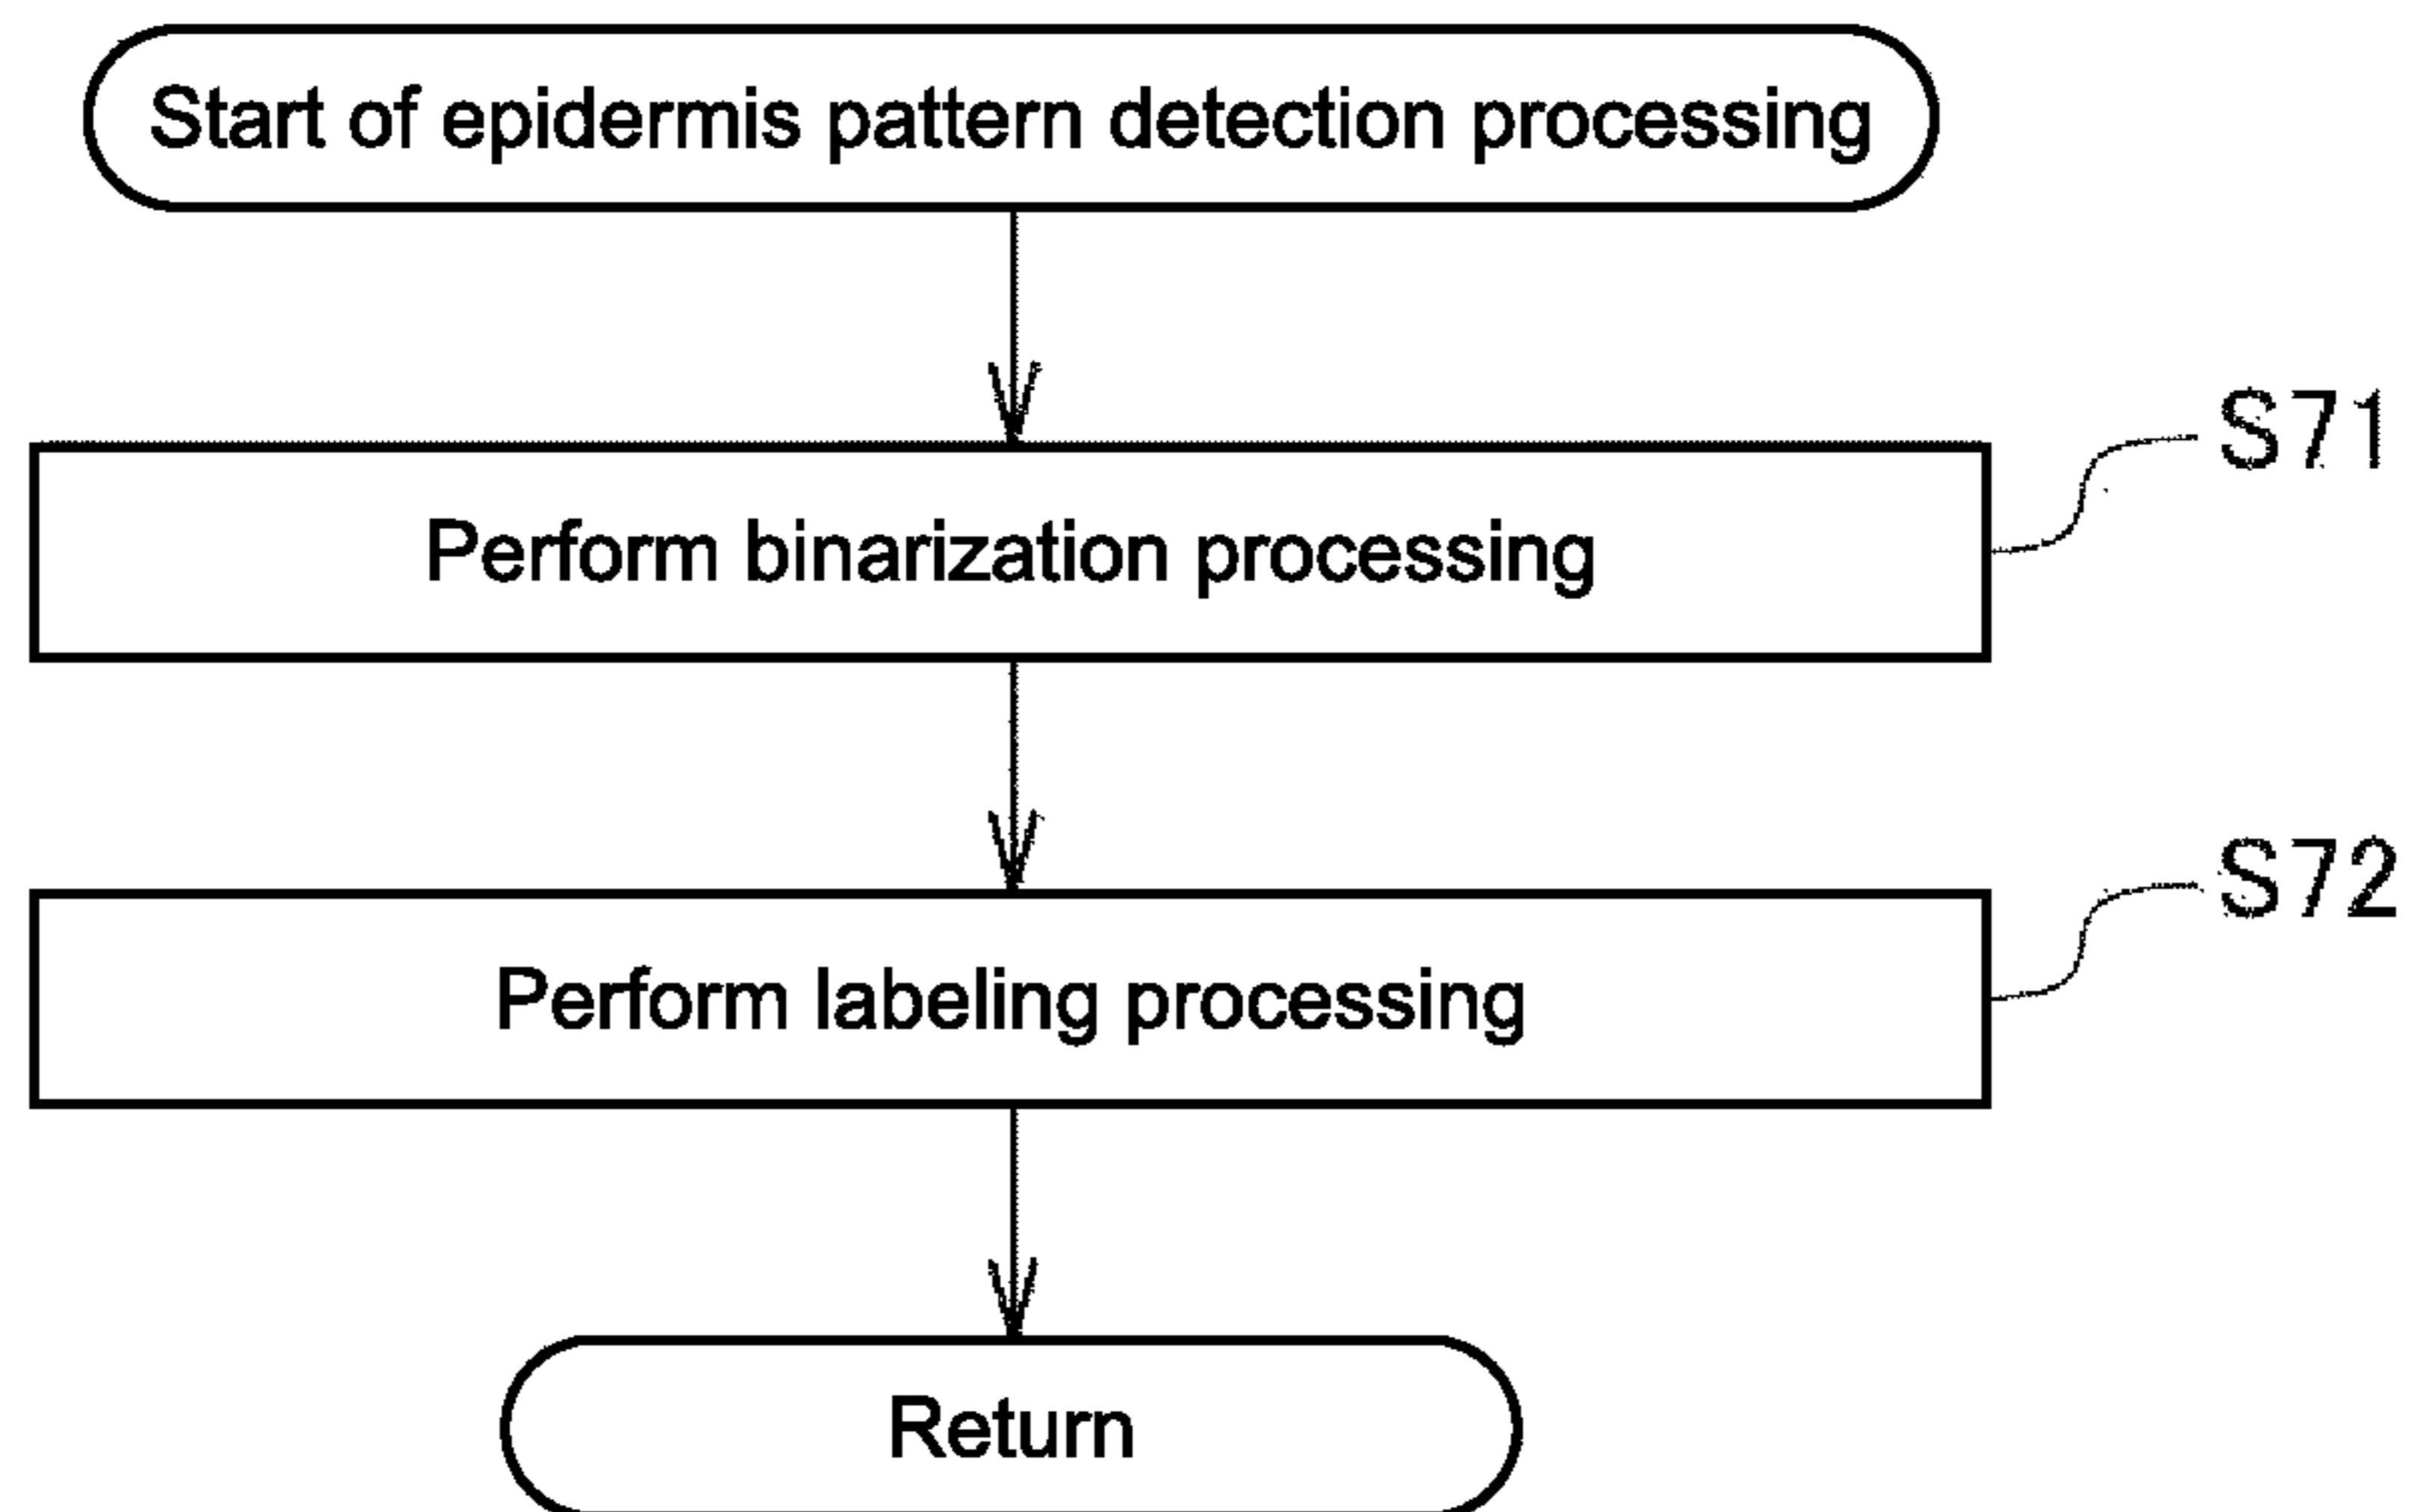 Start of epidermis pattern detection processing
S71
Perform binarization processing
S72
Perform labeling processing
Return